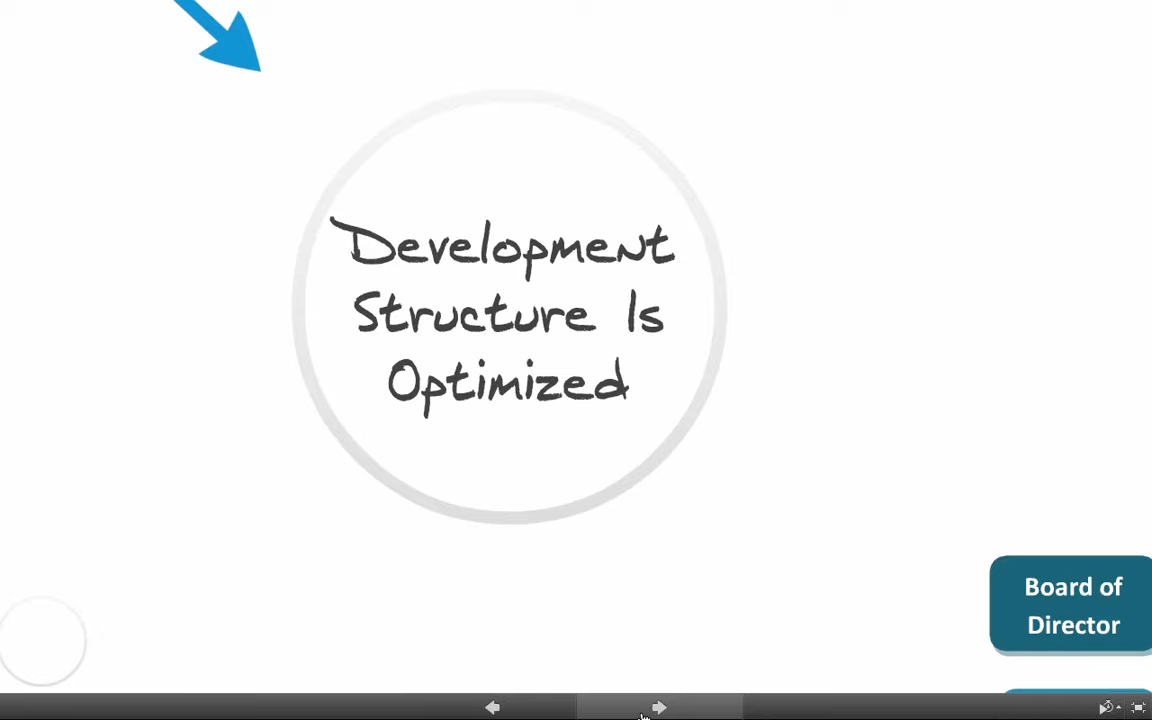 Development
Structure Is
Optimized
Board of
Director